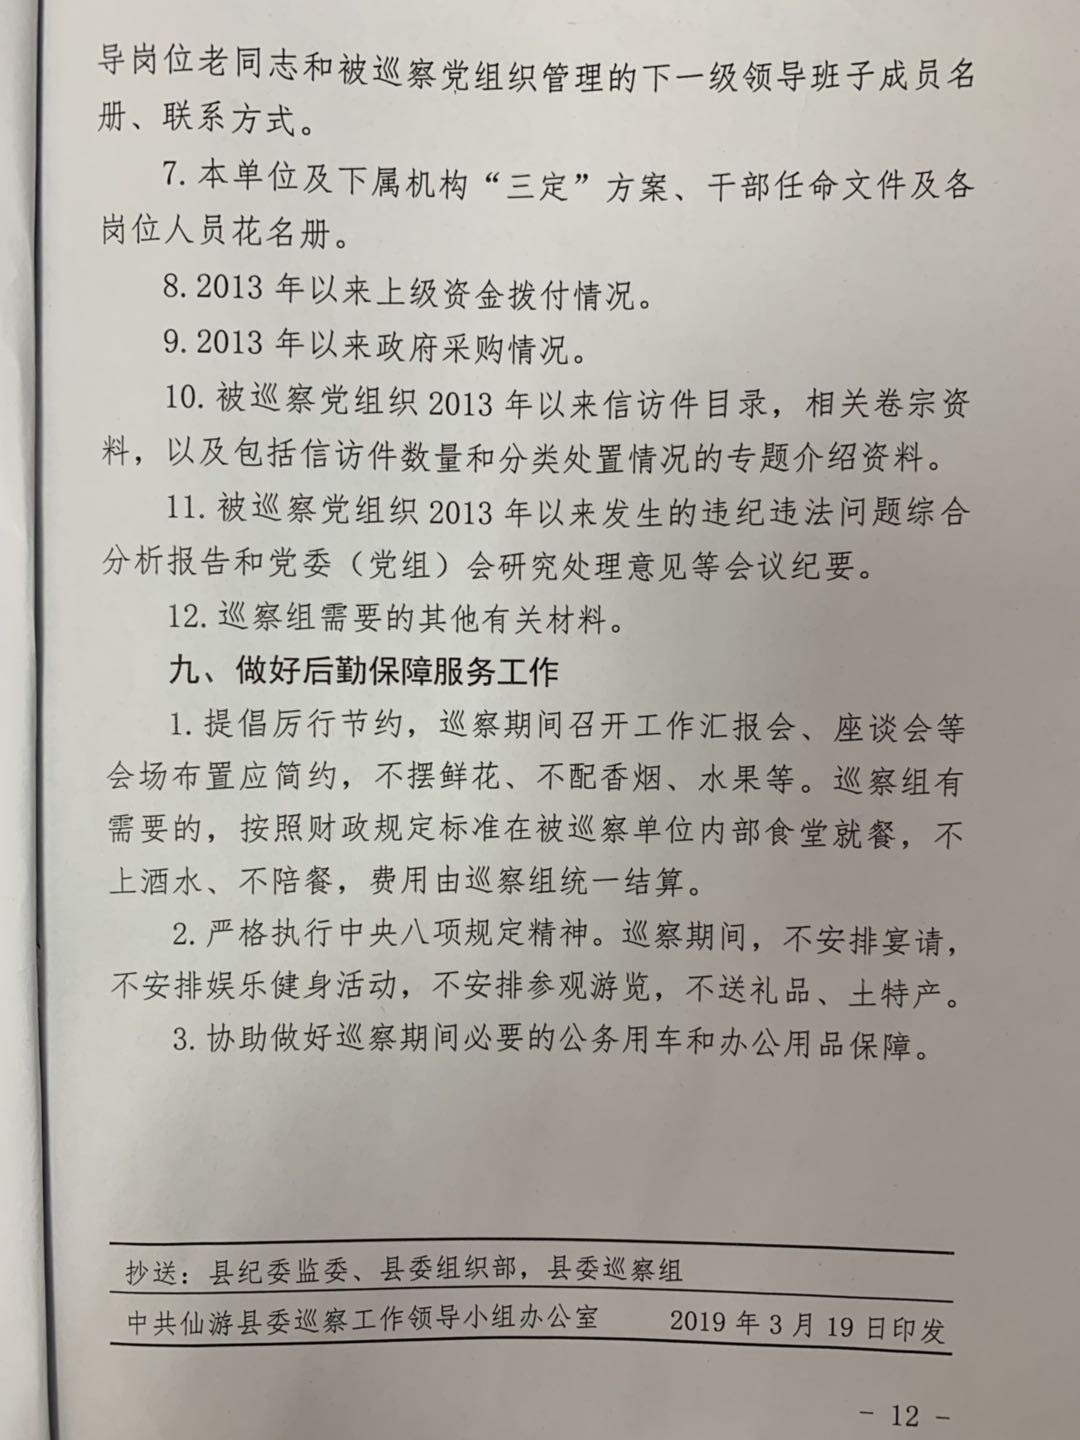 导岗位老同志和被巡察党组织管理的下一级领导班子成员名
册、联系方式。
7.本单位及下属机构“三定”方案、干部任命文件及各
岗位人员花名册。
8.2013 年以来上级资金拨付情况。
9.2013 年以来政府采购情况。
10.被巡察党组织 2013 年以来信访件目录，相关卷宗资
料，以及包括信访件数量和分类处置情况的专题介绍资料。
11.被巡察党组织 2013 年以来发生的违纪违法问题综合
分析报告和党委（党组）会研究处理意见等会议纪要。
12.巡察组需要的其他有关材料。
九、做好后勤保障服务工作
1.提倡厉行节约，巡察期间召开工作汇报会、座谈会等
会场布置应简约，不摆鲜花、不配香烟、水果等。巡察组有
需要的，按照财政规定标准在被巡察单位内部食堂就餐，不
上酒水、不陪餐，费用由巡察组统一结算。
2.严格执行中央八项规定精神。巡察期间，不安排宴请，
不安排娱乐健身活动，不安排参观游览，不送礼品、土特产。
3.协助做好巡察期间必要的公务用车和办公用品保障。
抄送：县纪委监委、县委组织部，县委巡察组
中共仙游县委巡察工作领导小组办公室 2019 年 3 月 19 日印发
- 12 -